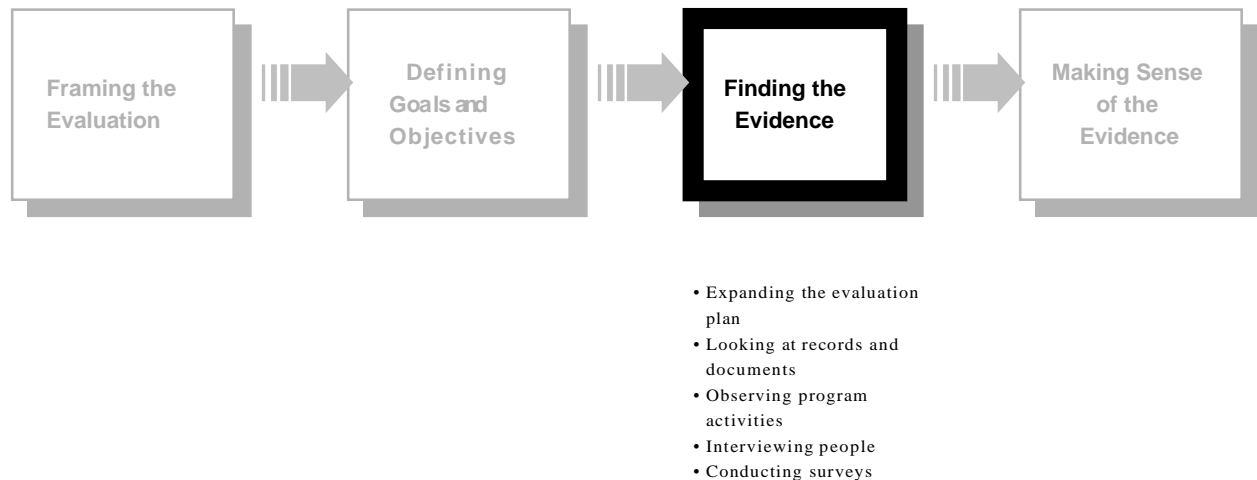 Framing the
Evaluation
Defining
Goals and
Objectives
Finding the
Evidence
Making Sense
of the
Evidence
• Expanding the evaluation
plan
• Looking at records and
documents
• Observing program
activities
• Interviewing people
• Conducting surveys